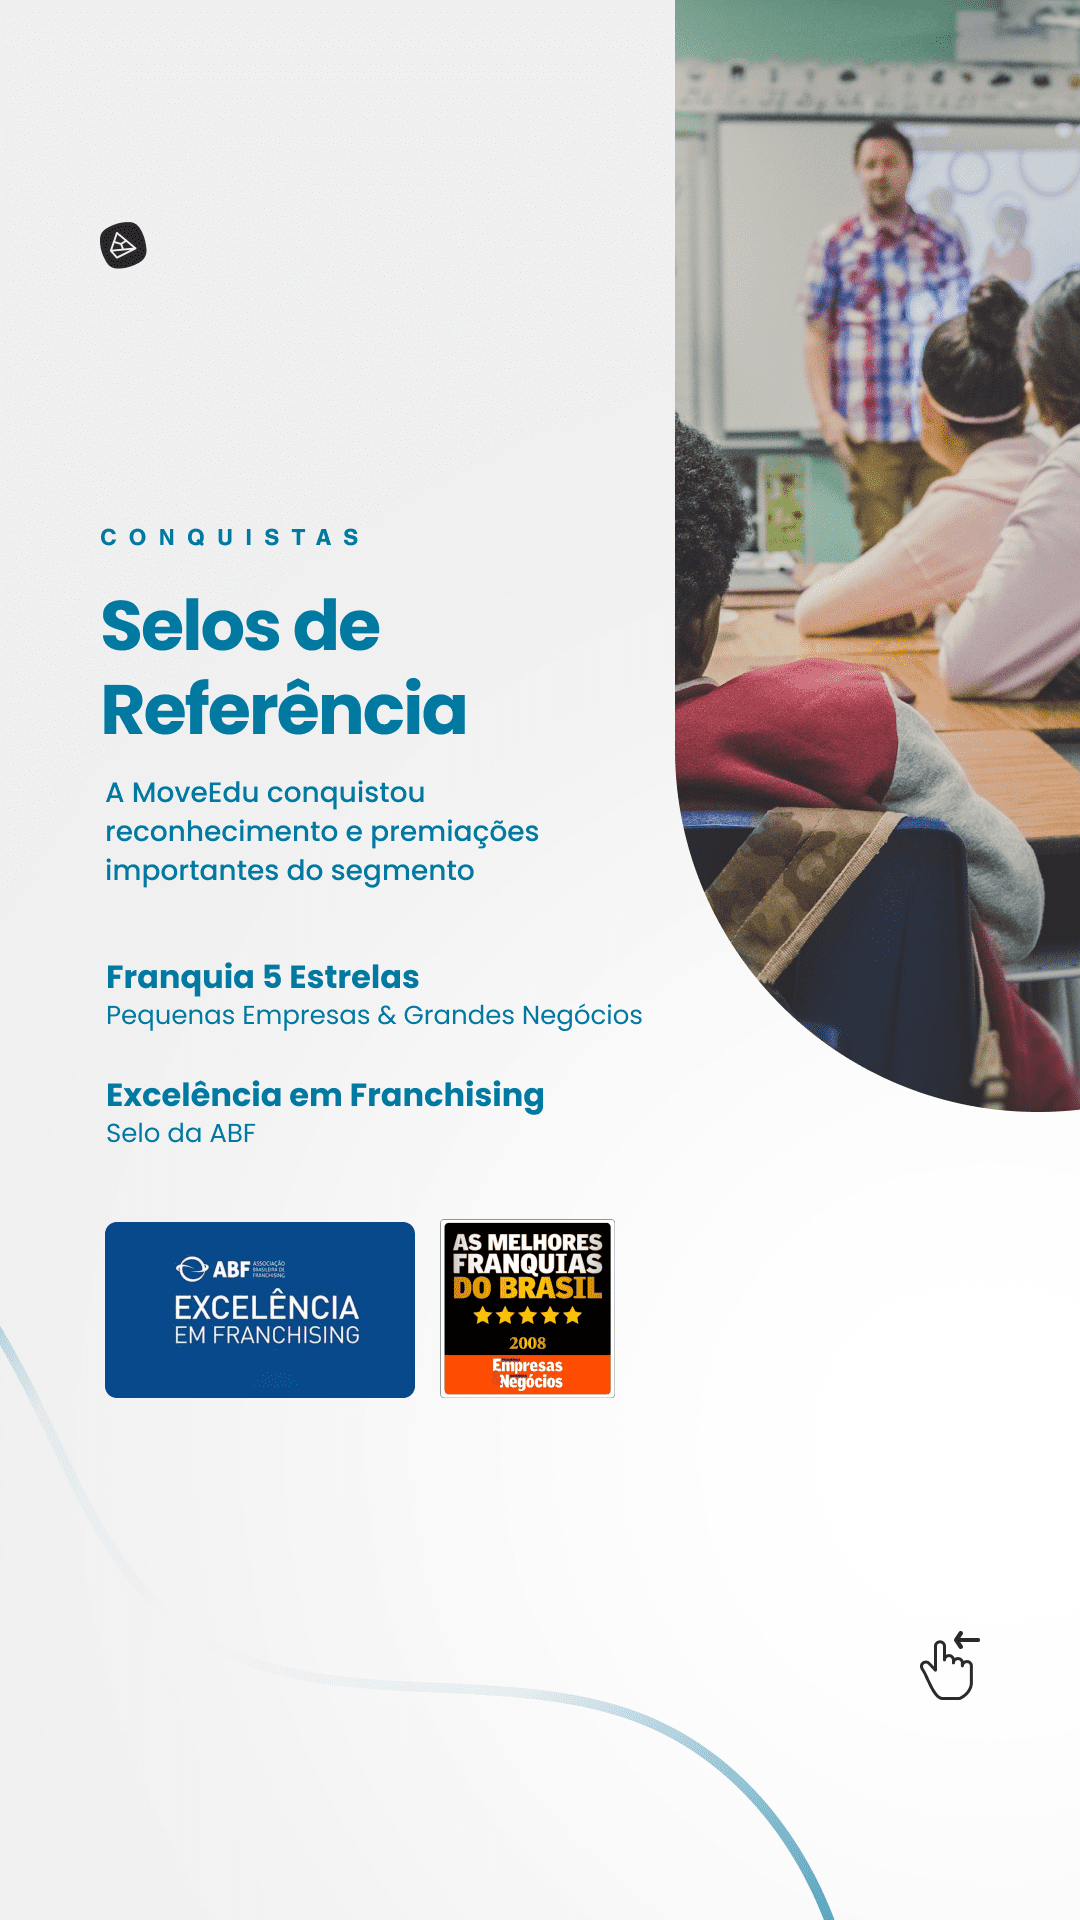 CONQUISTAS
Selos de
Referência
A MoveEdu conquistou
reconhecimento e premiações
importantes do segmento
Franquia 5 Estrelas
Pequenas Empresas & Grandes Negócios
Excelência em Franchising
Selo da ABF
ABF ASSOCIAÇÃO
BRASILEIRA DE
FRANCHISING
EXCELÊNCIA
EM FRANCHISING
AS MELHORES
FRANQUIAS
DO BRASIL
2008
Empresas
Negócios